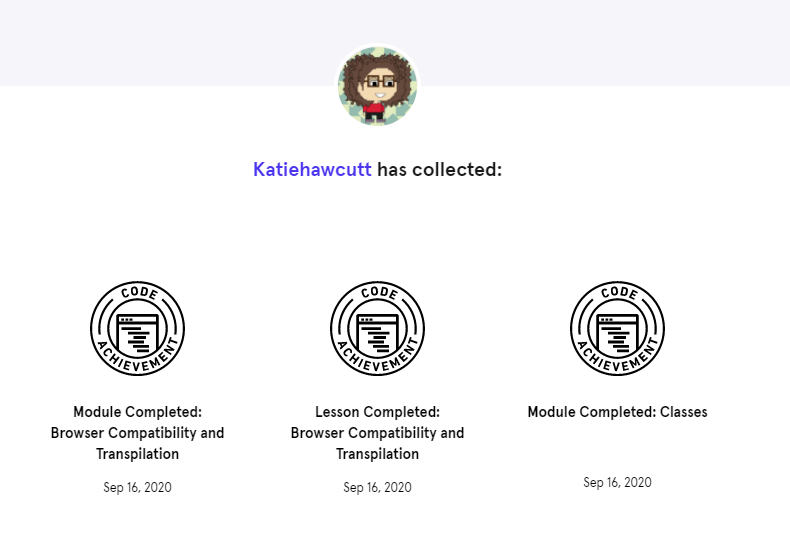 Katiehawcutt has collected:
CODE ACHIEVEMENT
CODE ACHIEVEMENT
CODE ACHIEVEMENT
Module Completed:
Browser Compatibility and
Transpilation
Sep 16, 2020
Lesson Completed:
Browser Compatibility and
Transpilation
Sep 16, 2020
Module Completed: Classes
Sep 16, 2020